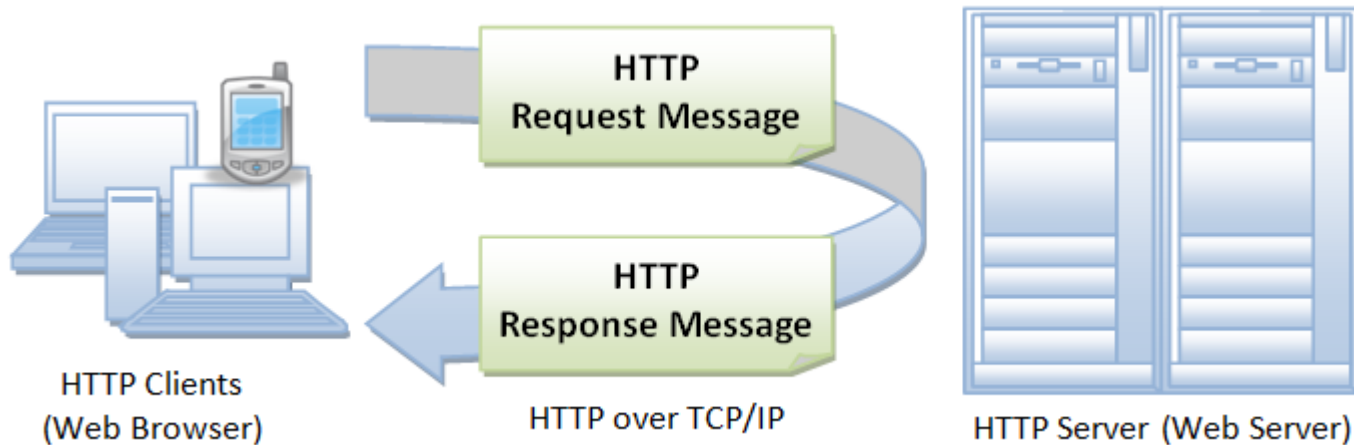 HTTP
Request Message
HTTP
Response Message
HTTP Clients
(Web Browser)
HTTP over TCP/IP
HTTP Server (Web Server)